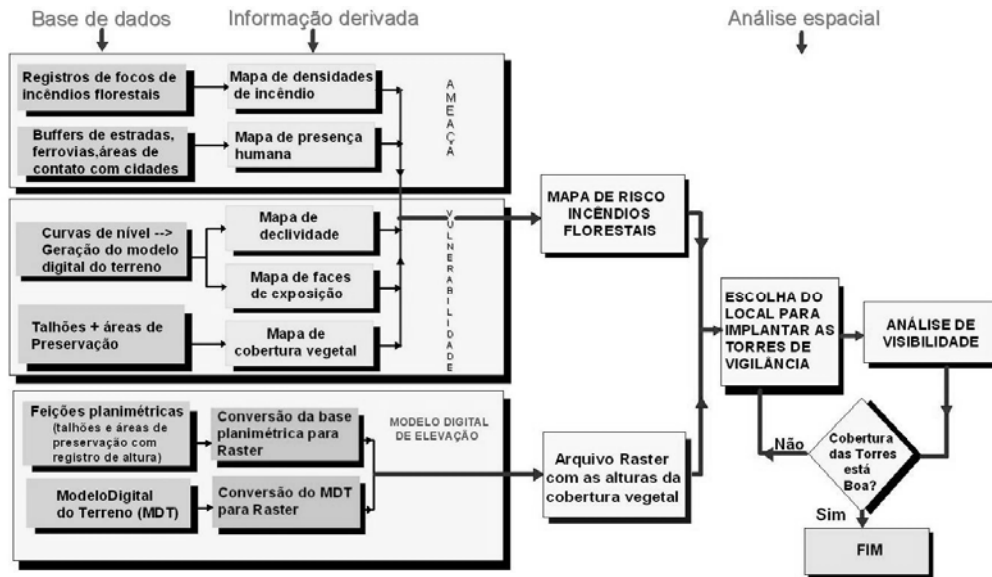 Base de dados
Informação derivada
Análise espacial
Registros de focos de
incêndios florestais
Mapa de densidades
de incêndio
Buffers de estradas,
ferrovias,áreas de
contato com cidades
Mapa de presença
humana
AMEAÇA
Curvas de nível -->
Geração do modelo
digital do terreno
Mapa de
declividade
Mapa de faces
de exposição
Talhões + áreas de
Preservação
Mapa de
cobertura vegetal
VULNERABILIDADE
Feições planimétricas
(talhões e áreas de
preservação com
registro de altura)
Conversão da base
planimétrica para
Raster
ModeloDigital
do Terreno (MDT)
Conversão do MDT
para Raster
MODELO DIGITAL
DE ELEVAÇÃO
MAPA DE RISCO
INCÊNDIOS
FLORESTAIS
Arquivo Raster
com as alturas da
cobertura vegetal
ESCOLHA DO
LOCAL PARA
IMPLANTAR AS
TORRES DE
VIGILÂNCIA
ANÁLISE DE
VISIBILIDADE
Não
Cobertura
das Torres
está
Boa?
Sim
FIM